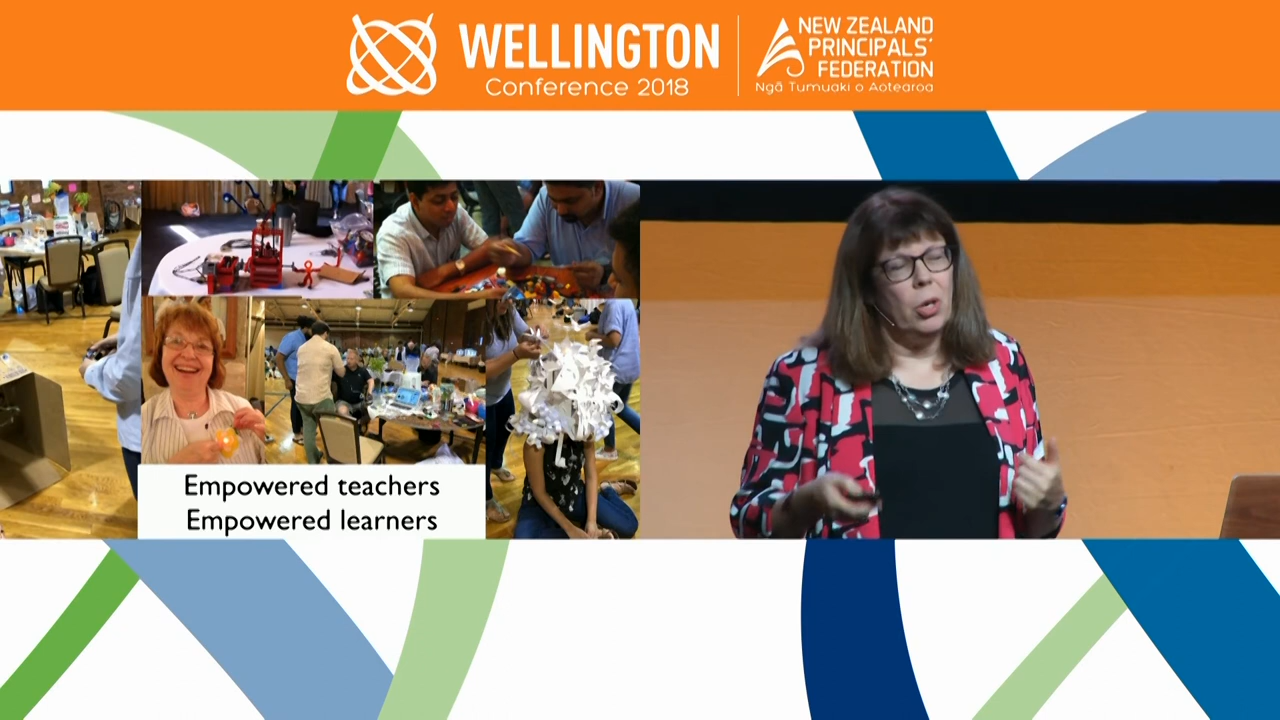 WELLINGTON
Conference 2018
NEW ZEALAND
PRINCIPALS'
FEDERATION
Ngā Tumuaki o Aotearoa
Empowered teachers
Empowered learners